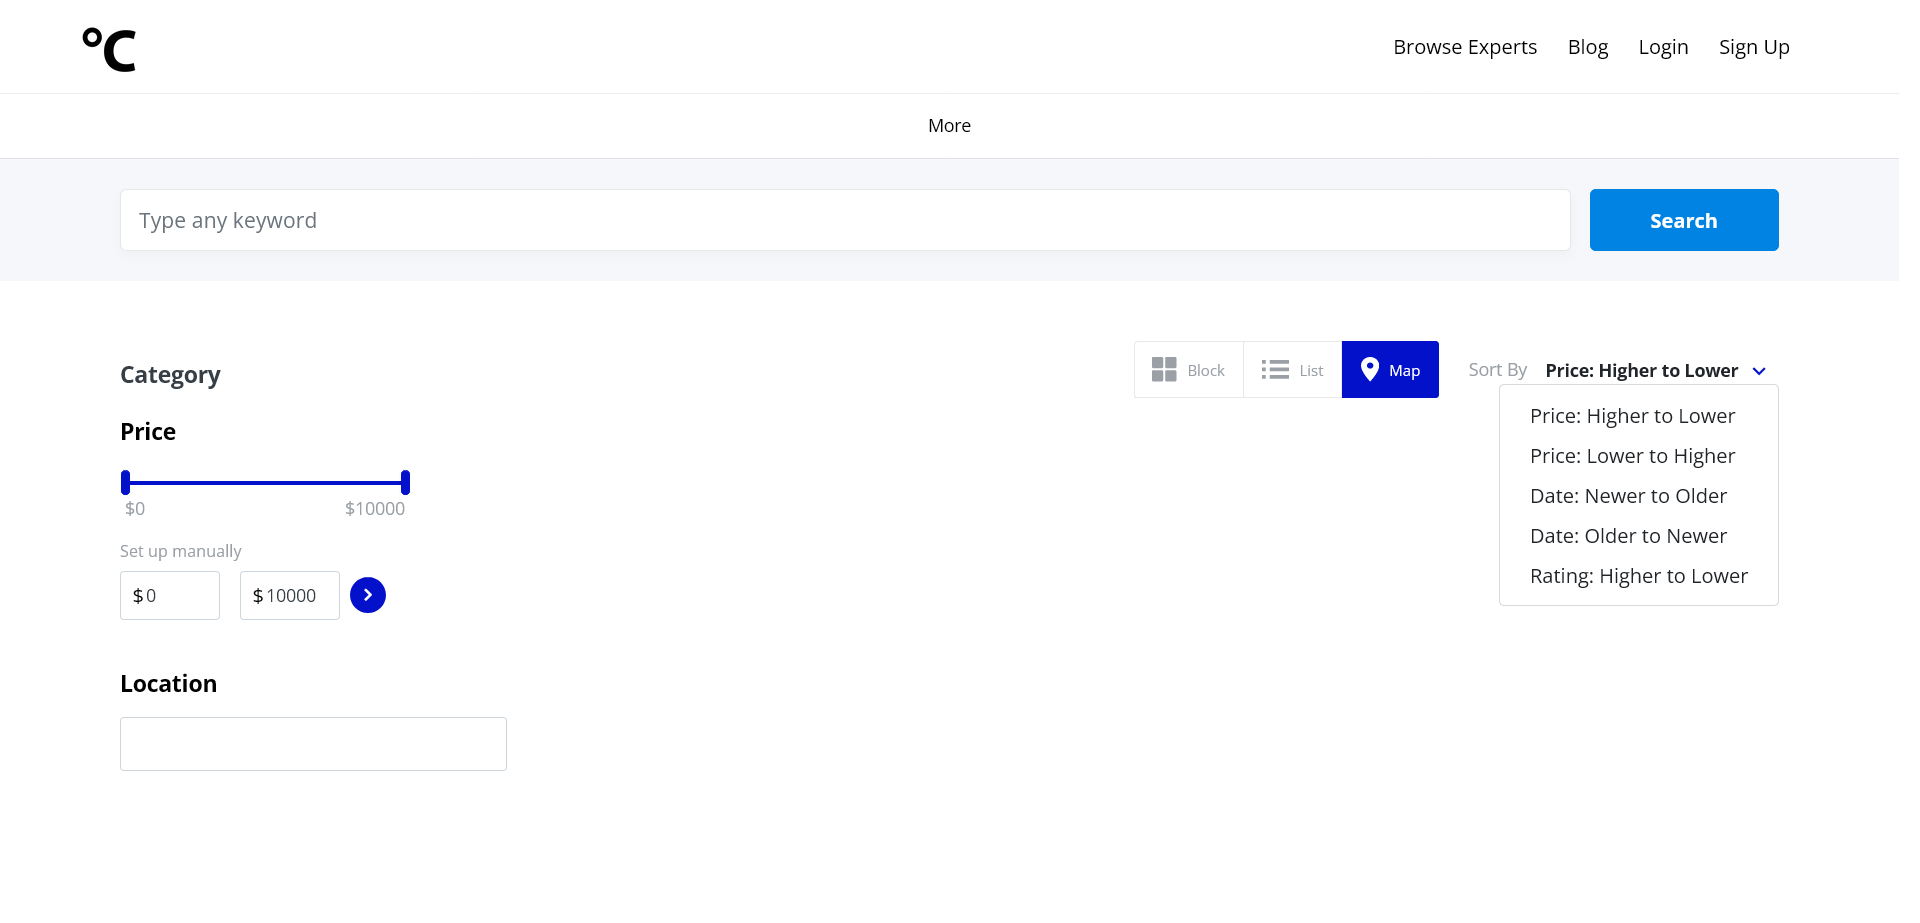 °C
Browse Experts
Blog
Login
Sign Up
More
Type any keyword
Search
Category
Block
List
Map
Sort By
Price: Higher to Lower
Price: Higher to Lower
Price: Lower to Higher
Date: Newer to Older
Date: Older to Newer
Rating: Higher to Lower
Price
$0
$10000
Set up manually
$ 0
$ 10000
Location